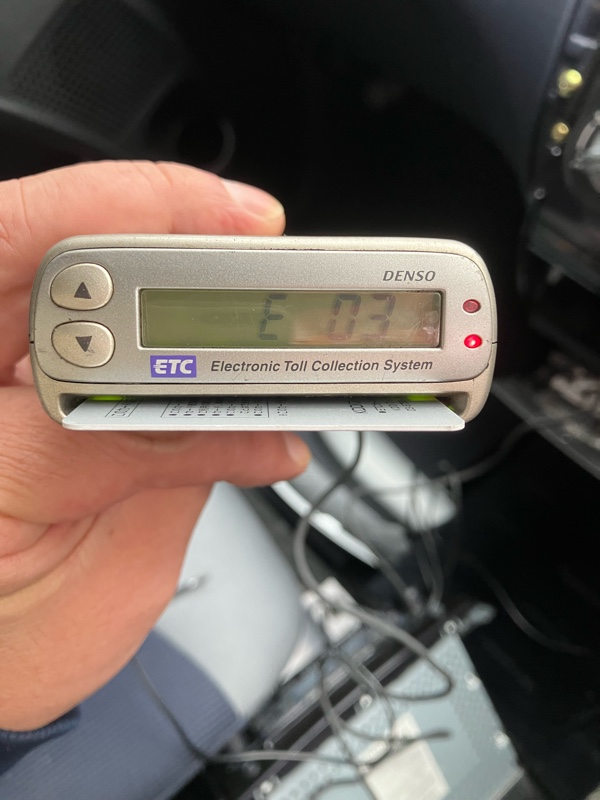 DENSO
E 03
ETC Electronic Toll Collection System